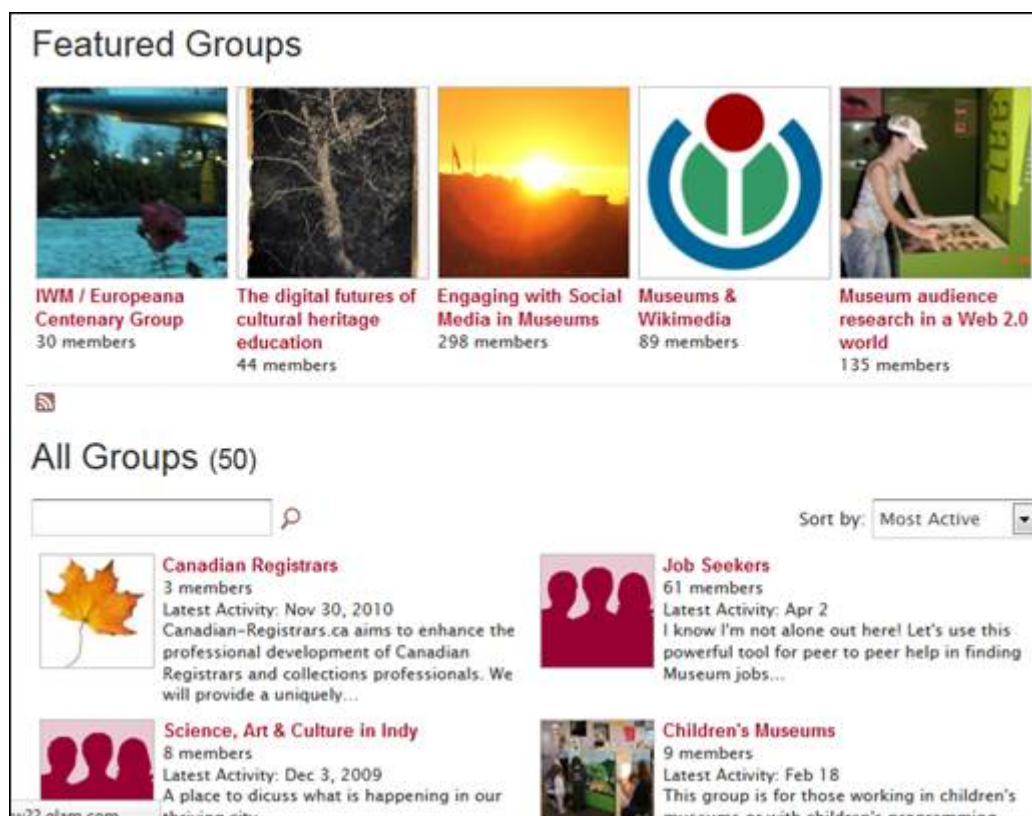 Featured Groups
IWM / Europeana
Centenary Group
30 members
The digital futures of
cultural heritage
education
44 members
Engaging with Social
Media in Museums
298 members
Museums &
Wikimedia
89 members
Museum audience
research in a Web 2.0
world
135 members
All Groups (50)
Sort by: Most Active
Canadian Registrars
3 members
Latest Activity: Nov 30, 2010
Canadian-Registrars.ca aims to enhance the
professional development of Canadian
Registrars and collections professionals. We
will provide a uniquely...
Job Seekers
61 members
Latest Activity: Apr 2
I know I'm not alone out here! Let's use this
powerful tool for peer to peer help in finding
Museum jobs...
Science, Art & Culture in Indy
8 members
Latest Activity: Dec 3, 2009
A place to dicuss what is happening in our
thriving city
Children's Museums
9 members
Latest Activity: Feb 18
This group is for those working in children's
museums or with children's programming